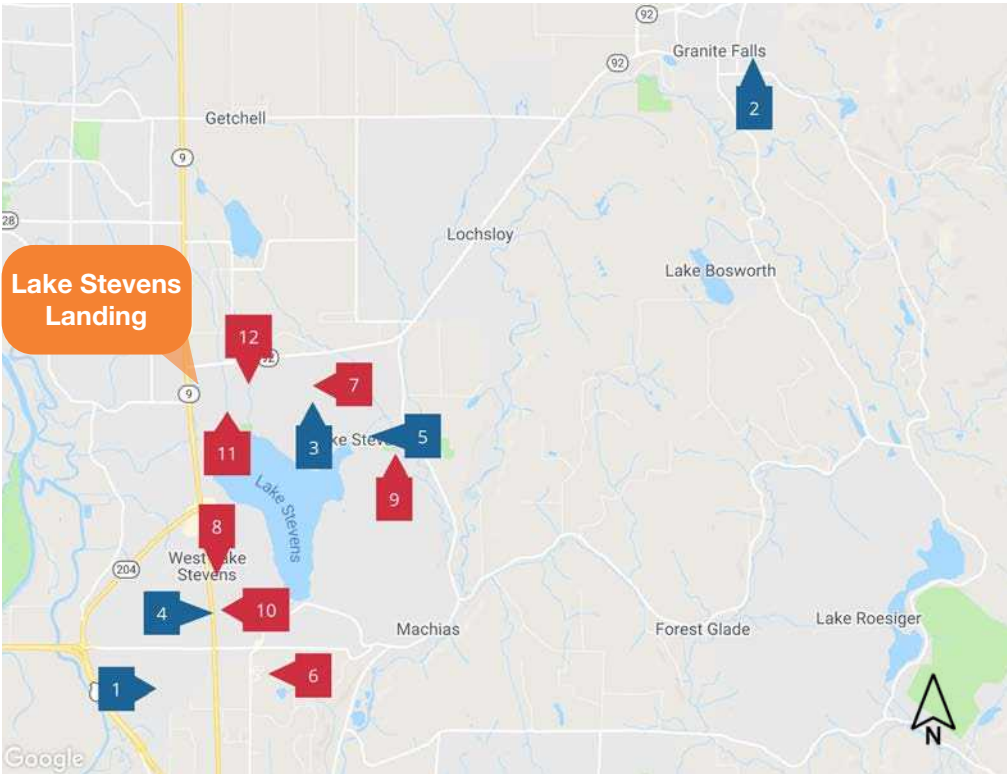 92
Granite Falls
92
2
Getchell
9
28
Lochsloy
Lake Bosworth
Lake Stevens
Landing
12
92
7
9
5
3
ke Stev
11
9
Lake Stevens
8
West Lake
Stevens
204
10
4
Machias
Forest Glade
Lake Roesiger
6
1
N
Google